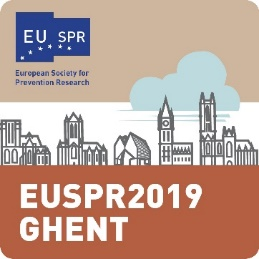 EU SPR
European Society for
Prevention Research
EUSPR2019
GHENT